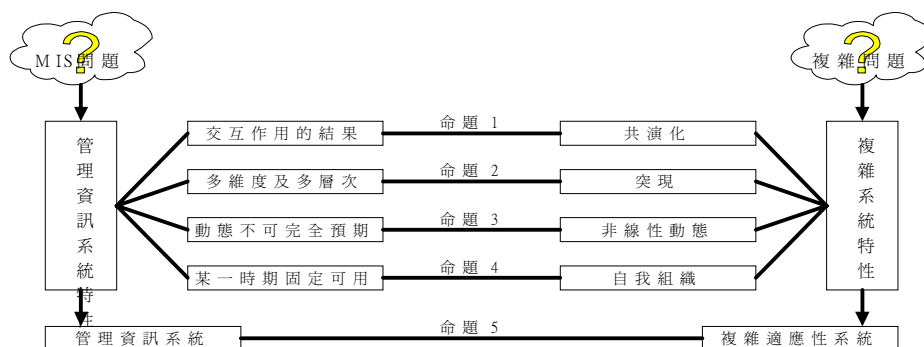 MIS問題
複雜問題
命題 1
交互作用的結果
共演化
命題 2
多維度及多層次
突現
命題 3
動態不可完全預期
非線性動態
命題 4
某一時期固定可用
自我組織
管理資訊系統特性
複雜系統特性
命題 5
管理資訊系統
複雜適應性系統